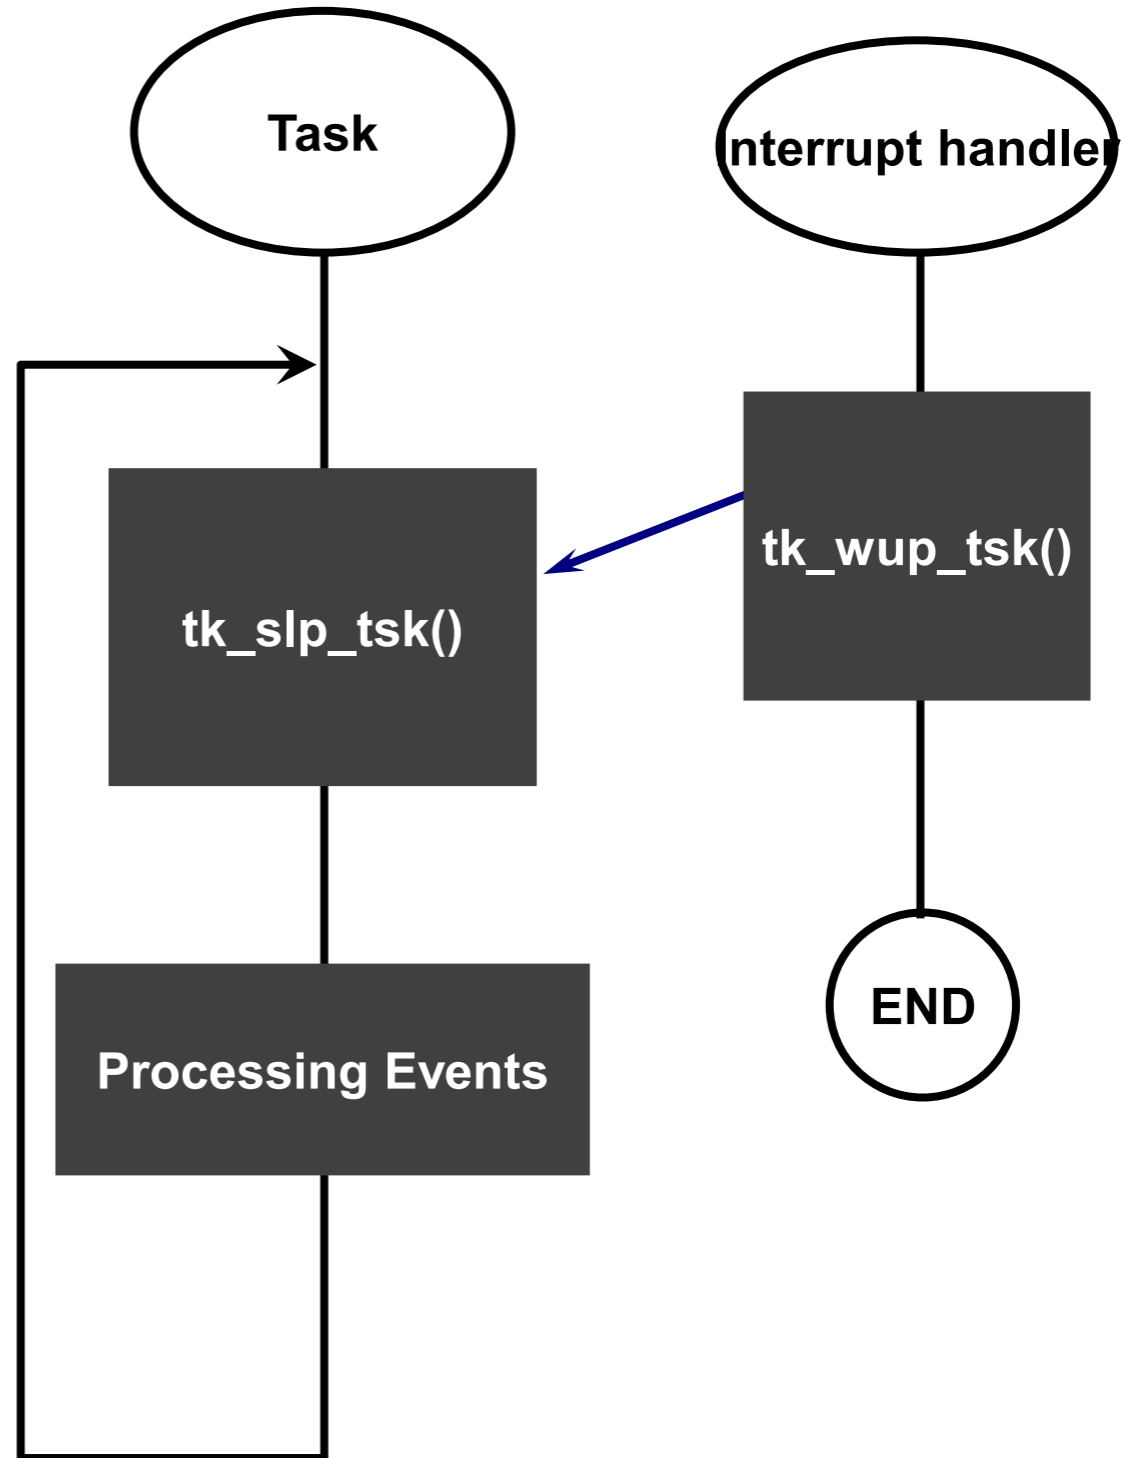 Task
Interrupt handler
tk_slp_tsk()
tk_wup_tsk()
Processing Events
END